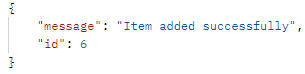 {
"message": "Item added successfully",
"id": 6
}